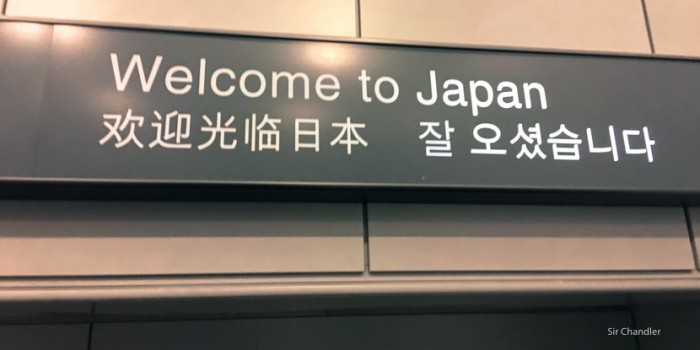 Welcome to Japan
欢迎光临日本 잘 오셨습니다
Sir Chandler